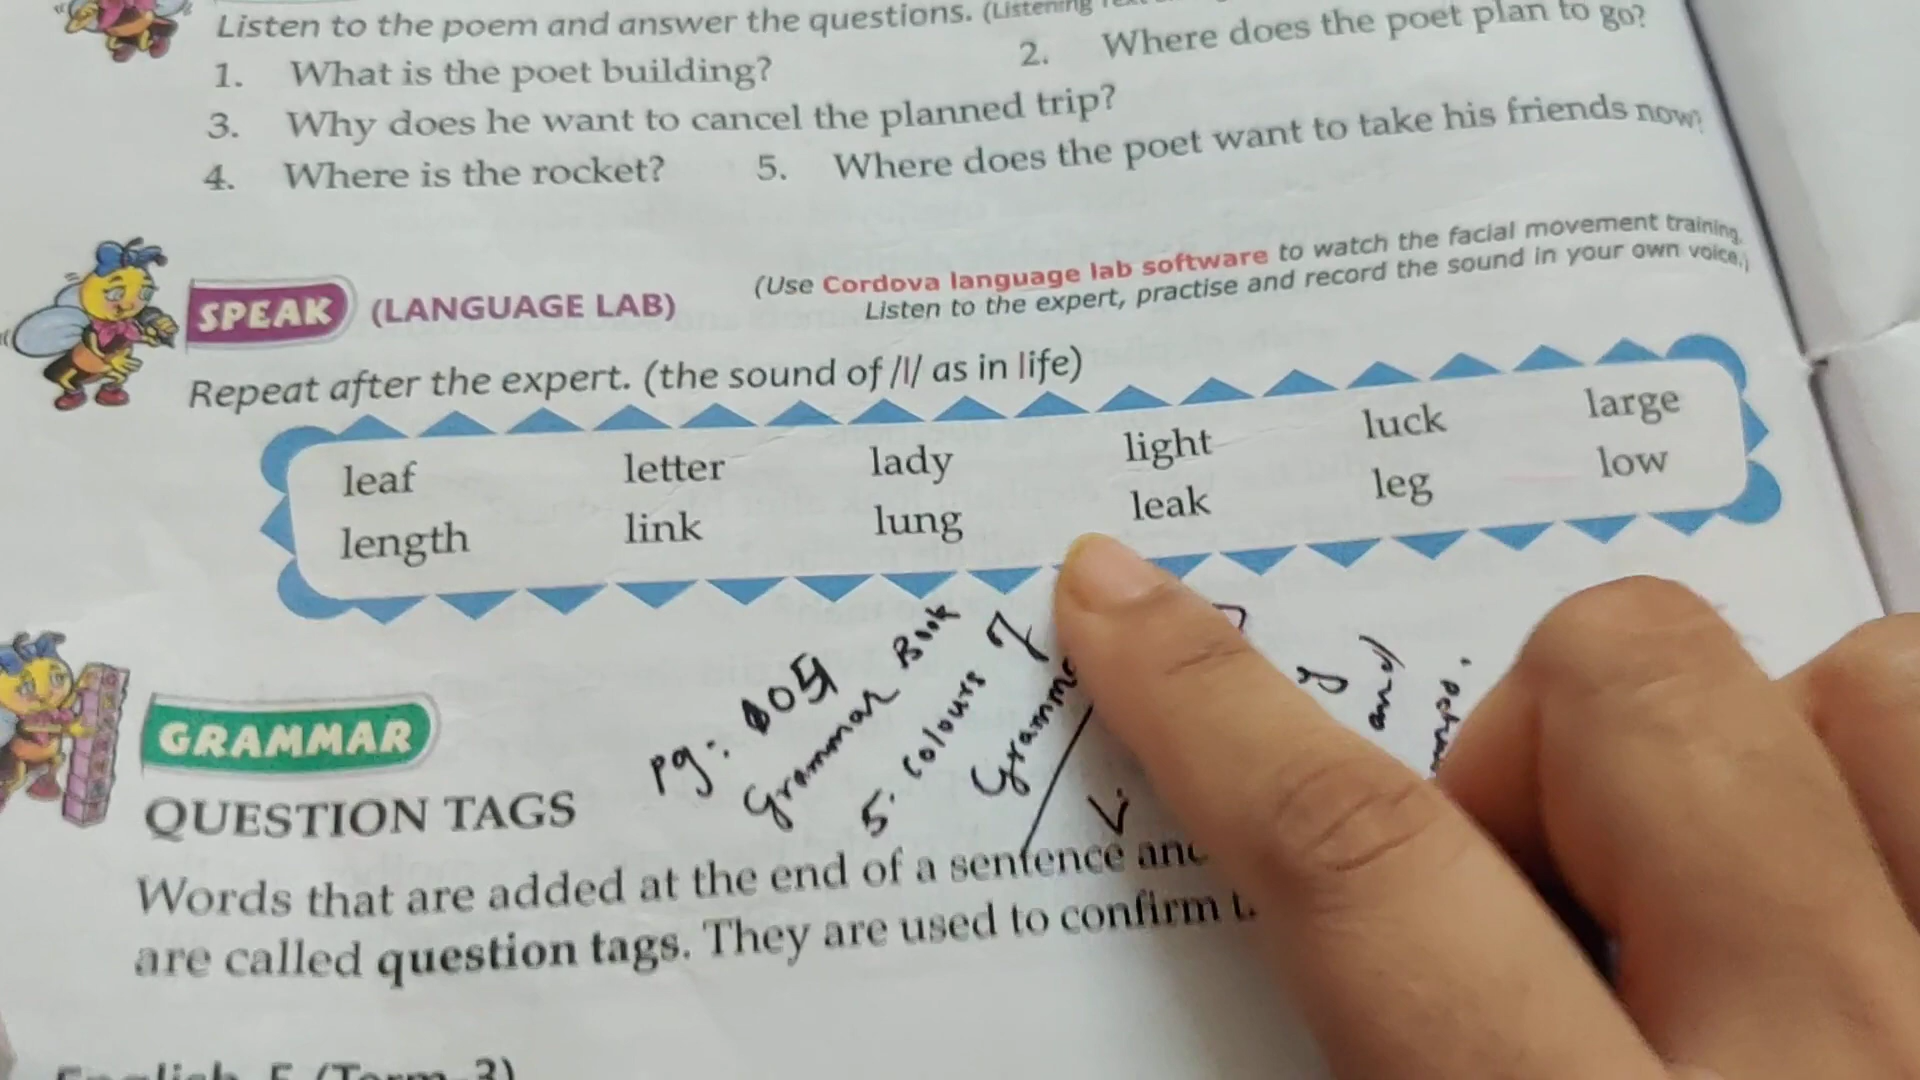 Listen to the poem and answer the questions. (Listening
1. What is the poet building?
2. Where does the poet plan to go?
3. Why does he want to cancel the planned trip?
4. Where is the rocket?
5. Where does the poet want to take his friends now?
SPEAK (LANGUAGE LAB)
(Use Cordova language lab software to watch the facial movement training.
Listen to the expert, practise and record the sound in your own voice.)
Repeat after the expert. (the sound of /l/ as in life)
leaf letter lady light luck large
length link lung leak leg low
pg:
Grammar Book
5. colours of
GRAMMAR
QUESTION TAGS
Words that are added at the end of a sentence
are called question tags. They are used to confirm
English-5 (Term-3)